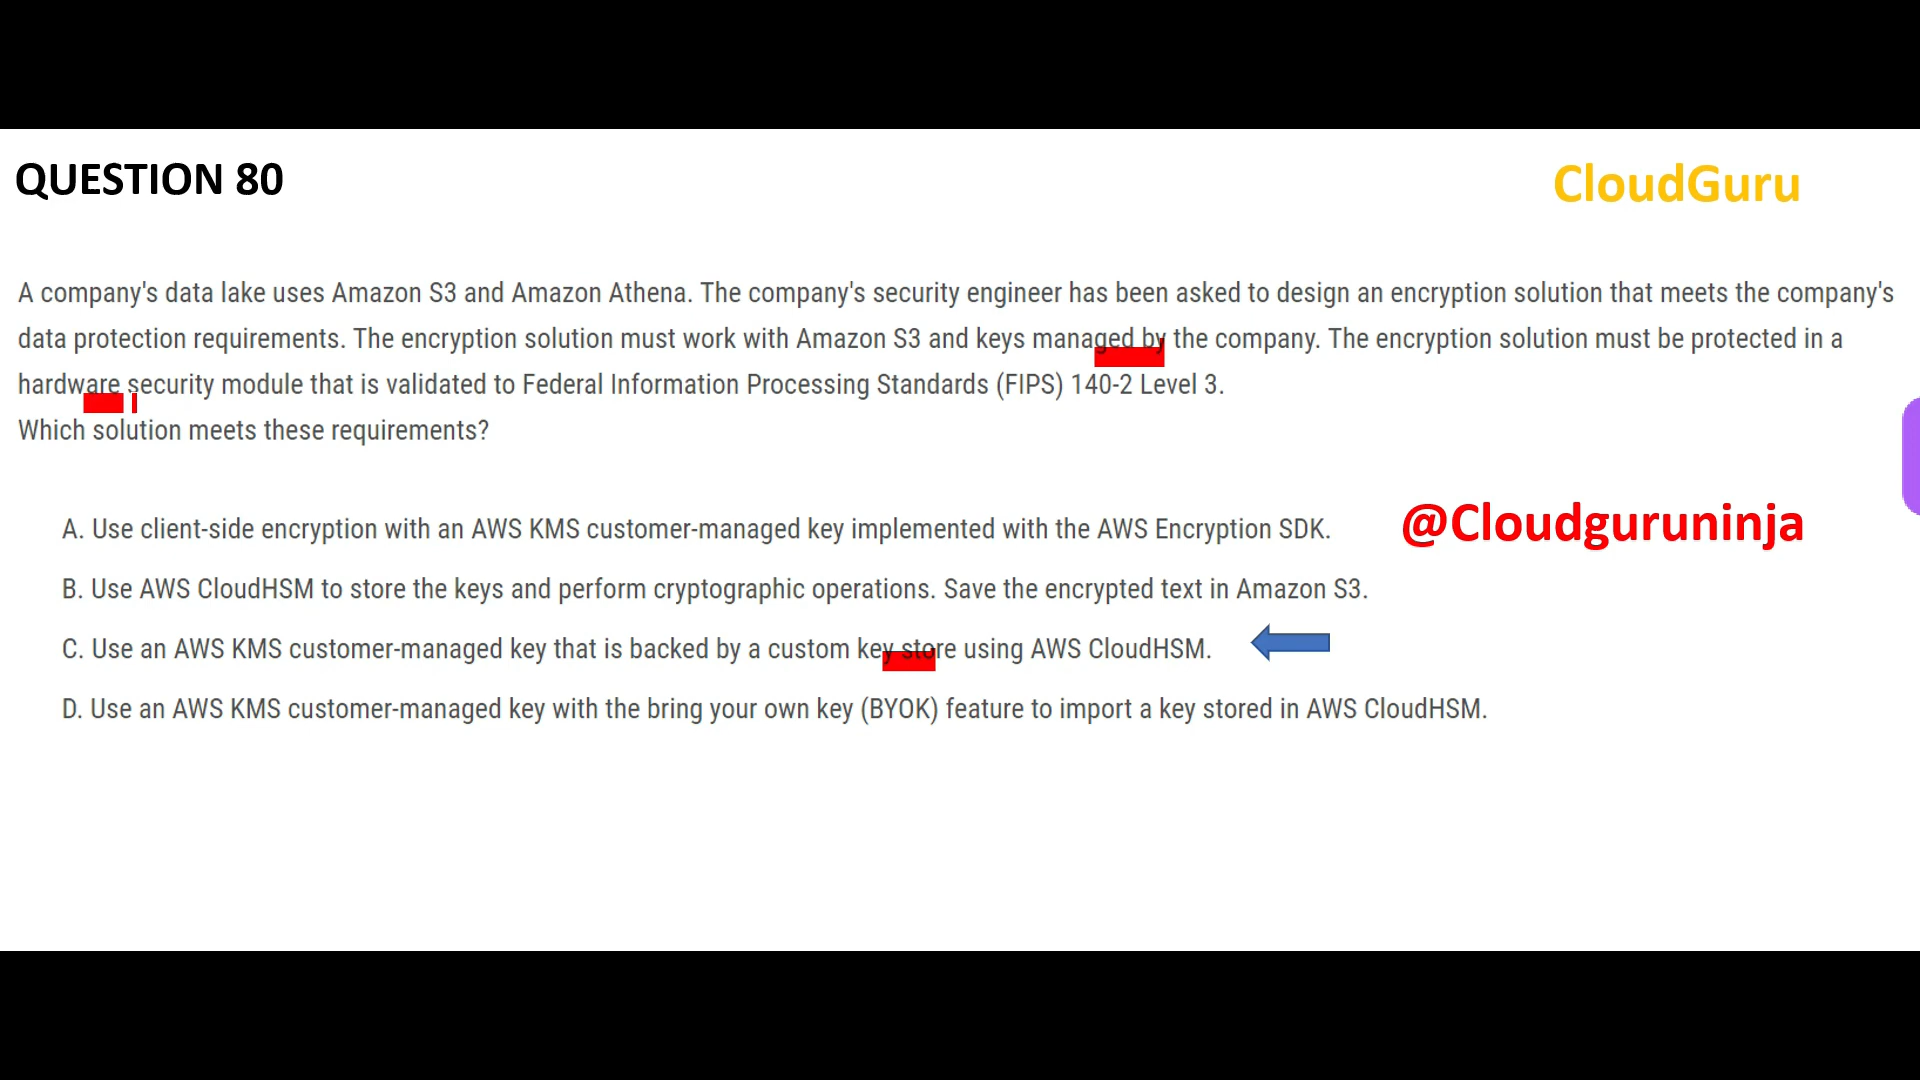 QUESTION 80
CloudGuru
A company's data lake uses Amazon S3 and Amazon Athena. The company's security engineer has been asked to design an encryption solution that meets the company's
data protection requirements. The encryption solution must work with Amazon S3 and keys managed by the company. The encryption solution must be protected in a
hardware security module that is validated to Federal Information Processing Standards (FIPS) 140-2 Level 3.
Which solution meets these requirements?
A. Use client-side encryption with an AWS KMS customer-managed key implemented with the AWS Encryption SDK.
@Cloudguruninja
B. Use AWS CloudHSM to store the keys and perform cryptographic operations. Save the encrypted text in Amazon S3.
C. Use an AWS KMS customer-managed key that is backed by a custom key store using AWS CloudHSM.
D. Use an AWS KMS customer-managed key with the bring your own key (BYOK) feature to import a key stored in AWS CloudHSM.